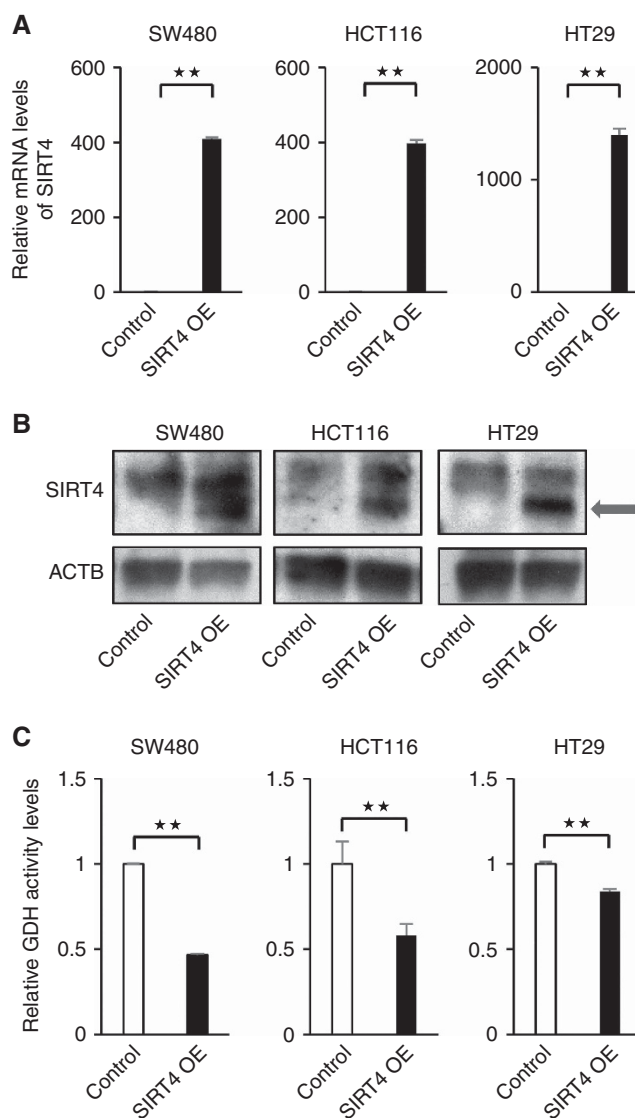 A
SW480 HCT116 HT29
Relative mRNA levels
of SIRT4
600
400
200
0
★★
Control
SIRT4 OE
600
400
200
0
★★
Control
SIRT4 OE
2000
1000
0
★★
Control
SIRT4 OE
B
SW480 HCT116 HT29
SIRT4
ACTB
Control SIRT4 OE Control SIRT4 OE Control SIRT4 OE
C
SW480 HCT116 HT29
Relative GDH activity levels
1.5
1
0.5
0
★★
Control
SIRT4 OE
1.5
1
0.5
0
★★
Control
SIRT4 OE
1.5
1
0.5
0
★★
Control
SIRT4 OE